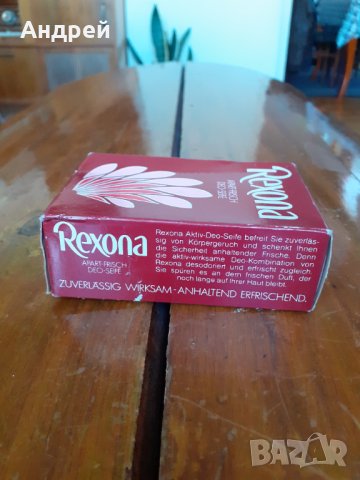 Андрей
Rexona
APART-FRISCH
DEO-SEIFE
Rexona
APART-FRISCH
DEO-SEIFE
Rexona Aktiv-Deo-Seife befreit Sie zuverläs-
sig von Körpergeruch und schenkt Ihnen
die Sicherheit anhaltender Frische. Denn
die aktiv-wirksame Deo-Kombination von
Rexona desodoriert und erfrischt zugleich.
Sie spüren es an dem frischen Duft, der
noch lange auf Ihrer Haut bleibt.
ZUVERLÄSSIG WIRKSAM-ANHALTEND ERFRISCHEND.
BAZAR